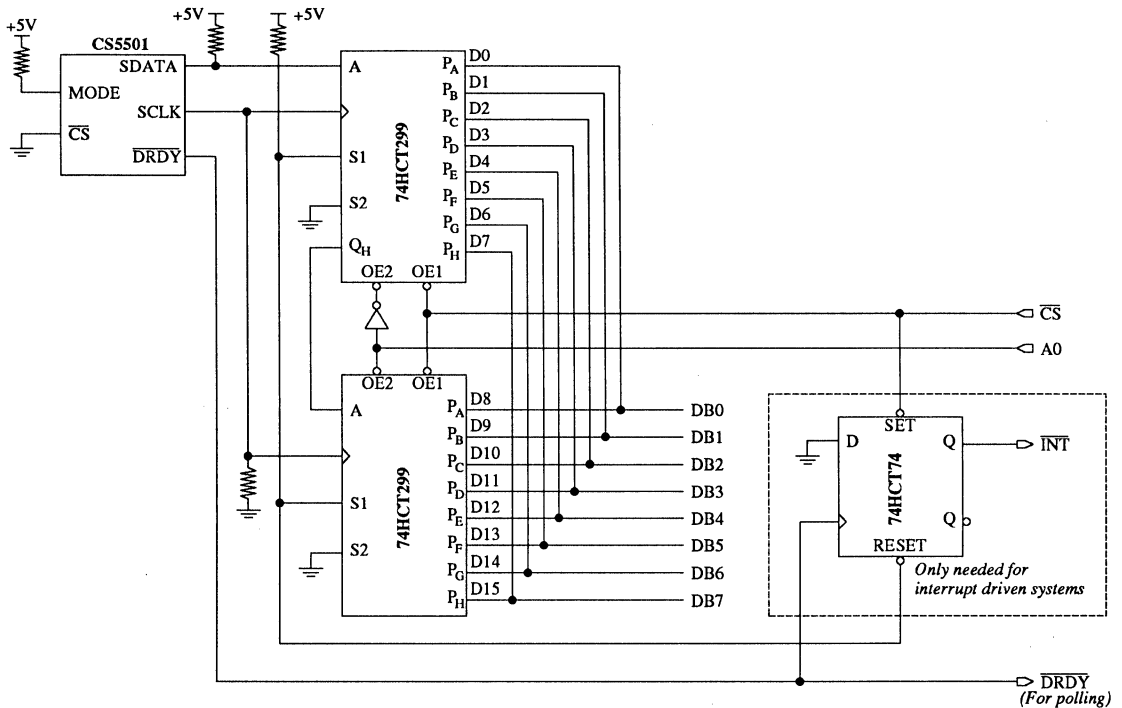 +5V
CS5501
SDATA
MODE
SCLK
CS
DRDY
+5V
+5V
A
S1
S2
QH
74HCT299
OE2
OE1
PA
D0
PB
D1
PC
D2
PD
D3
PE
D4
PF
D5
PG
D6
PH
D7
CS
A0
OE2
OE1
A
S1
S2
74HCT299
PA
D8
DB0
PB
D9
DB1
PC
D10
DB2
PD
D11
DB3
PE
D12
DB4
PF
D13
DB5
PG
D14
DB6
PH
D15
DB7
SET
D
Q
INT
74HCT74
Q
RESET
Only needed for
interrupt driven systems
DRDY
(For polling)